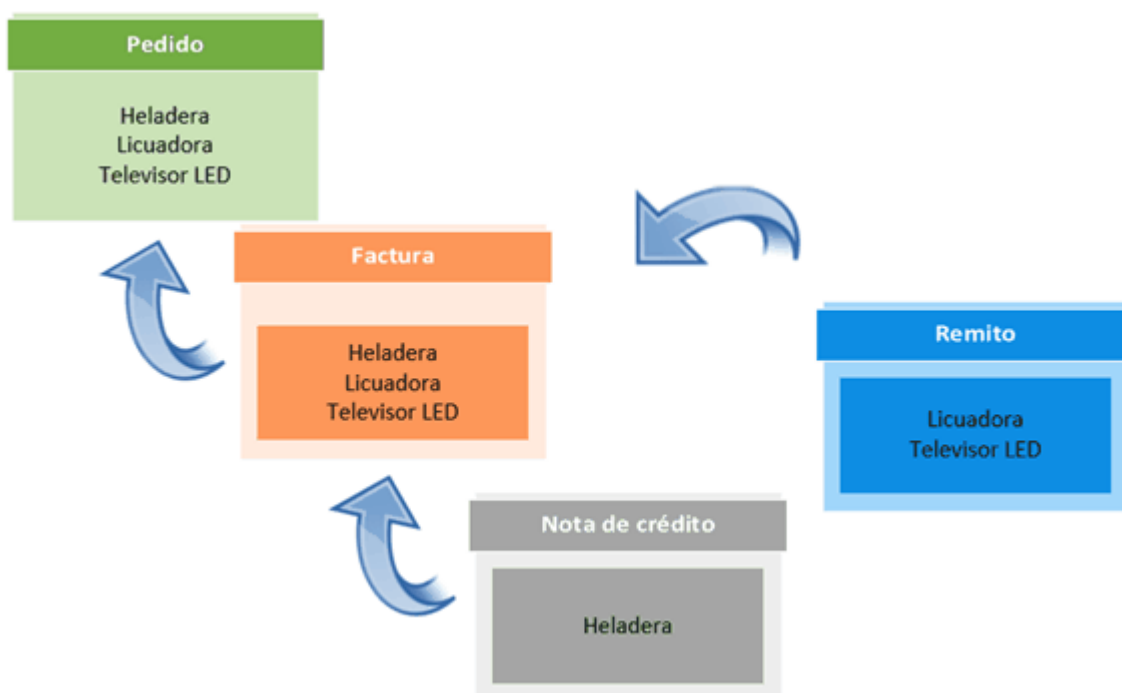 Pedido
Heladera
Licuadora
Televisor LED
Factura
Heladera
Licuadora
Televisor LED
Remito
Licuadora
Televisor LED
Nota de crédito
Heladera